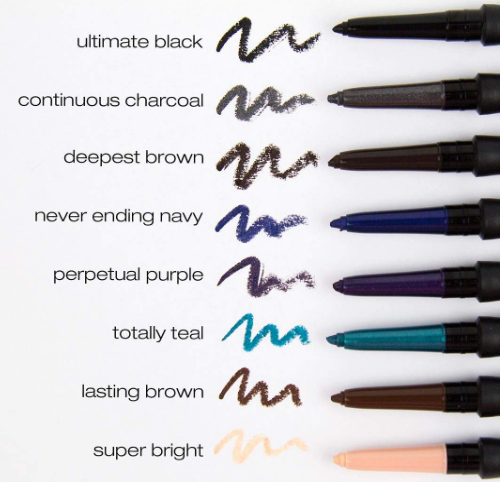 ultimate black
continuous charcoal
deepest brown
never ending navy
perpetual purple
totally teal
lasting brown
super bright